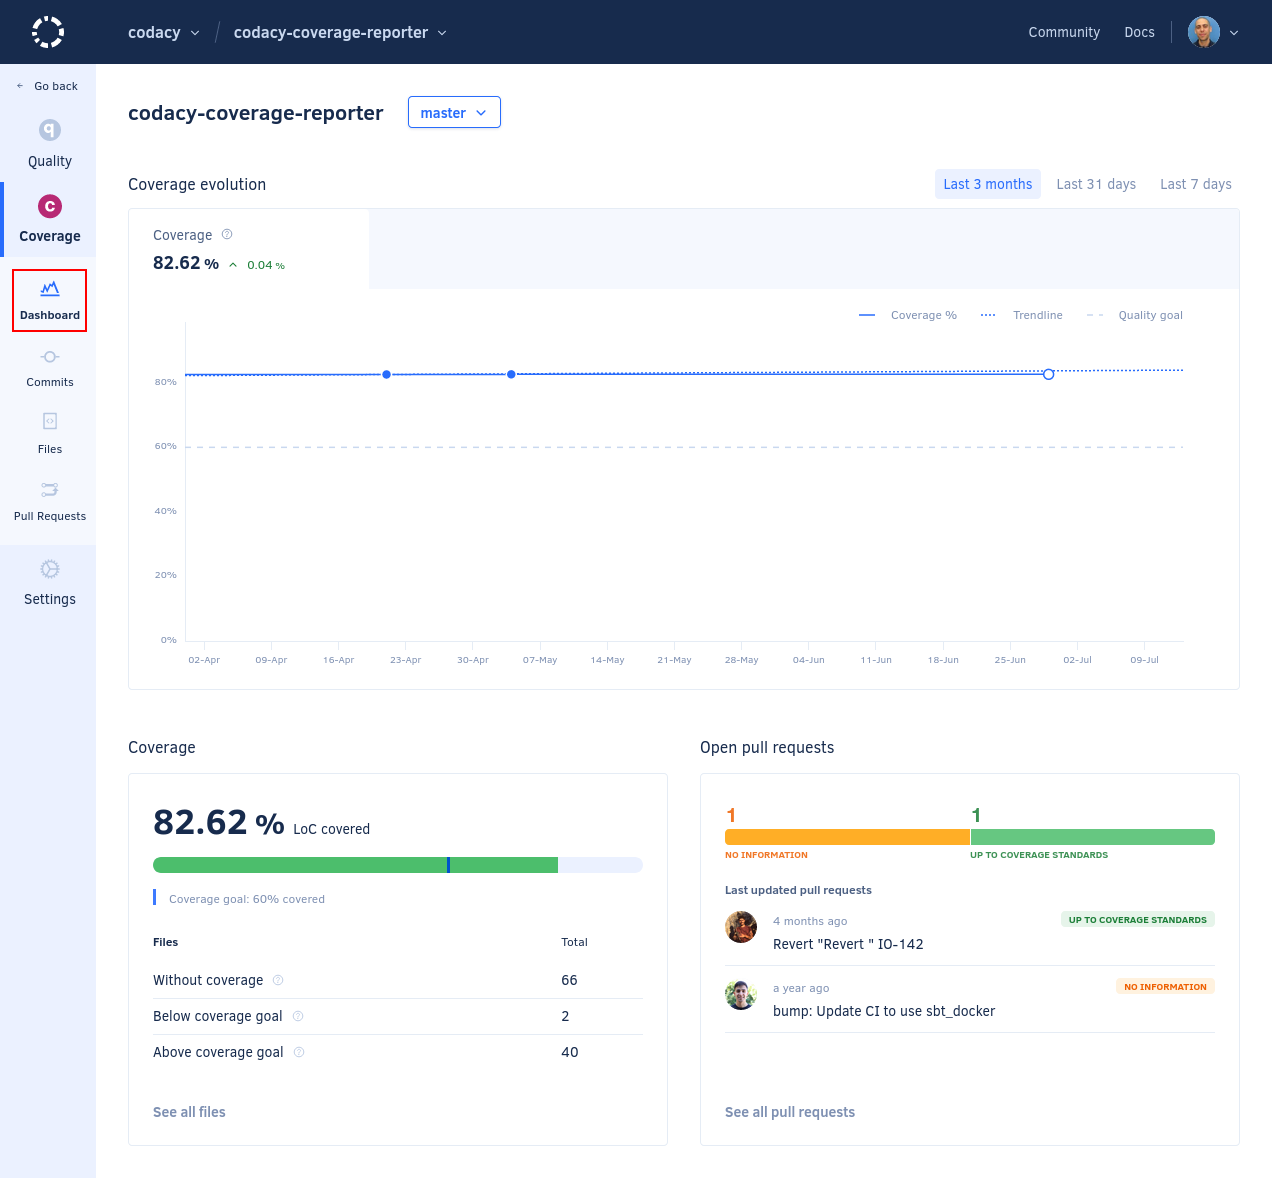 codacy / codacy-coverage-reporter
Community Docs
Go back
Quality
Coverage
Dashboard
Commits
Files
Pull Requests
Settings
codacy-coverage-reporter master
Coverage evolution
Last 3 months Last 31 days Last 7 days
Coverage
82.62 % 0.04 %
Coverage % Trendline Quality goal
80%
60%
40%
20%
0%
02-Apr 09-Apr 16-Apr 23-Apr 30-Apr 07-May 14-May 21-May 28-May 04-Jun 11-Jun 18-Jun 25-Jun 02-Jul 09-Jul
Coverage
82.62 % LoC covered
Coverage goal: 60% covered
Files Total
Without coverage 66
Below coverage goal 2
Above coverage goal 40
See all files
Open pull requests
1 1
NO INFORMATION UP TO COVERAGE STANDARDS
Last updated pull requests
4 months ago UP TO COVERAGE STANDARDS
Revert "Revert " IO-142
a year ago NO INFORMATION
bump: Update CI to use sbt_docker
See all pull requests